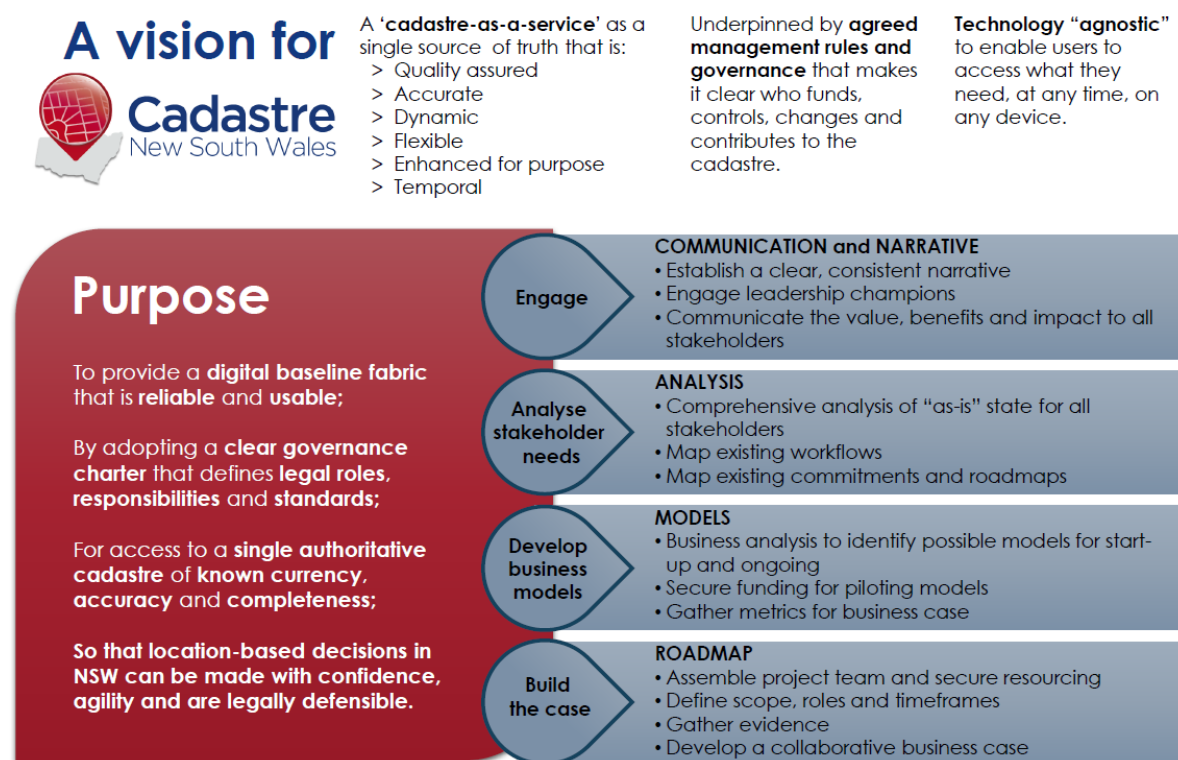 A vision for
Cadastre
New South Wales
A ‘cadastre-as-a-service’ as a
single source of truth that is:
> Quality assured
> Accurate
> Dynamic
> Flexible
> Enhanced for purpose
> Temporal
Underpinned by agreed
management rules and
governance that makes
it clear who funds,
controls, changes and
contributes to the
cadastre.
Technology “agnostic”
to enable users to
access what they
need, at any time, on
any device.
Purpose
To provide a digital baseline fabric
that is reliable and usable;
By adopting a clear governance
charter that defines legal roles,
responsibilities and standards;
For access to a single authoritative
cadastre of known currency,
accuracy and completeness;
So that location-based decisions in
NSW can be made with confidence,
agility and are legally defensible.
Engage
COMMUNICATION and NARRATIVE
• Establish a clear, consistent narrative
• Engage leadership champions
• Communicate the value, benefits and impact to all
stakeholders
Analyse
stakeholder
needs
ANALYSIS
• Comprehensive analysis of “as-is” state for all
stakeholders
• Map existing workflows
• Map existing commitments and roadmaps
Develop
business
models
MODELS
• Business analysis to identify possible models for start-
up and ongoing
• Secure funding for piloting models
• Gather metrics for business case
Build
the case
ROADMAP
• Assemble project team and secure resourcing
• Define scope, roles and timeframes
• Gather evidence
• Develop a collaborative business case